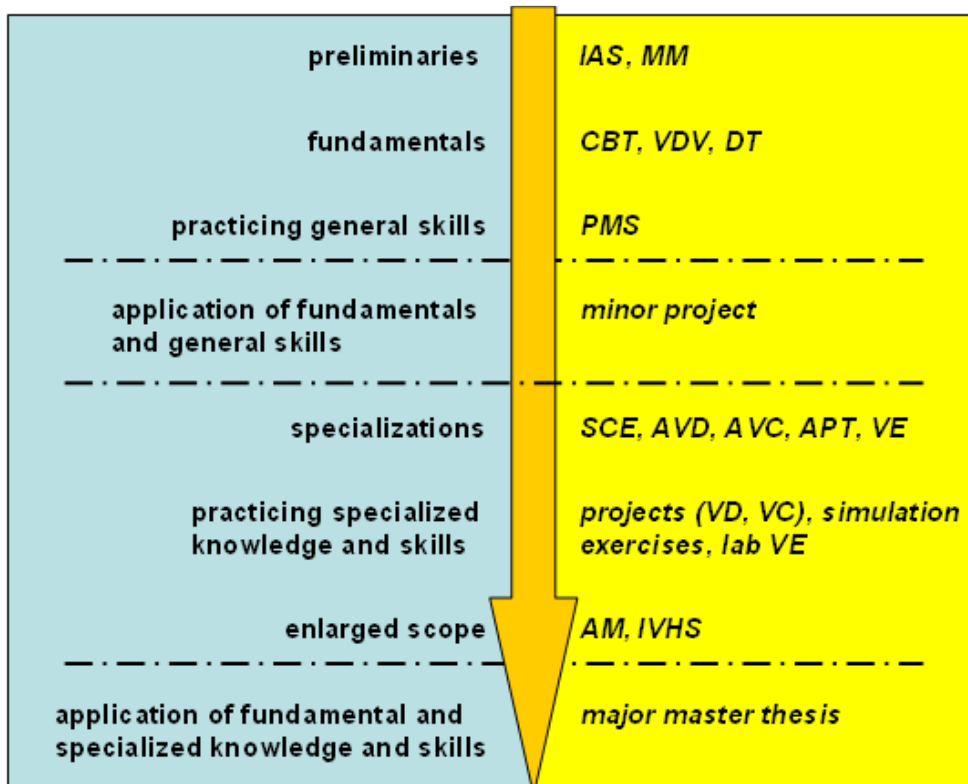 preliminaries IAS, MM
fundamentals CBT, VDV, DT
practicing general skills PMS
application of fundamentals minor project
and general skills
specializations SCE, AVD, AVC, APT, VE
practicing specialized projects (VD, VC), simulation
knowledge and skills exercises, lab VE
enlarged scope AM, IVHS
application of fundamental and major master thesis
specialized knowledge and skills